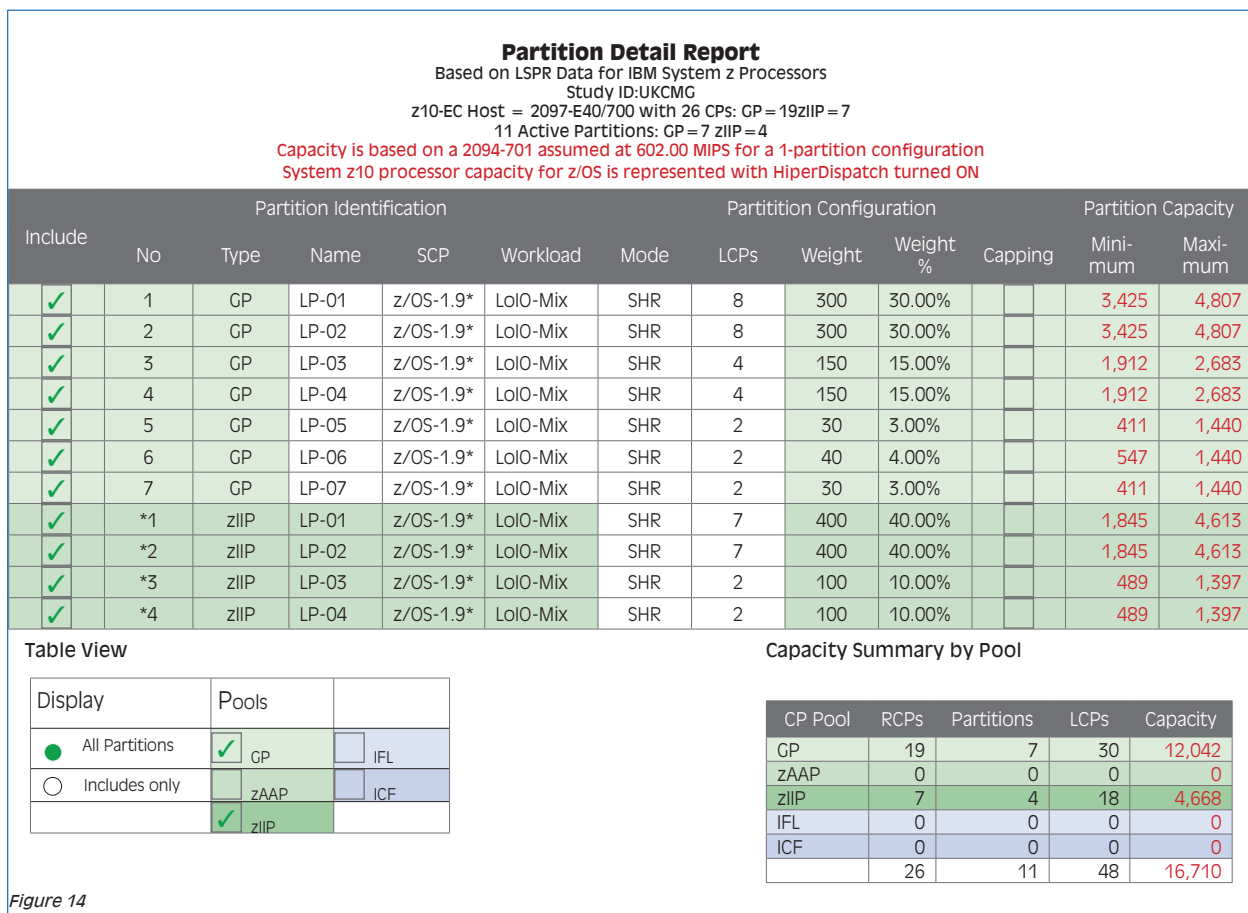 Partition Detail Report
Based on LSPR Data for IBM System z Processors
Study ID:UKCMG
z10-EC Host = 2097-E40/700 with 26 CPs: GP=19zIIP=7
11 Active Partitions: GP=7 zIIP=4
Capacity is based on a 2094-701 assumed at 602.00 MIPS for a 1-partition configuration
System z10 processor capacity for z/OS is represented with HiperDispatch turned ON
Include Partition Identification Partitition Configuration Partition Capacity
No Type Name SCP Workload Mode LCPs Weight Weight % Capping Mini-mum Maxi-mum
✓ 1 GP LP-01 z/OS-1.9* LoIO-Mix SHR 8 300 30.00% 3,425 4,807
✓ 2 GP LP-02 z/OS-1.9* LoIO-Mix SHR 8 300 30.00% 3,425 4,807
✓ 3 GP LP-03 z/OS-1.9* LoIO-Mix SHR 4 150 15.00% 1,912 2,683
✓ 4 GP LP-04 z/OS-1.9* LoIO-Mix SHR 4 150 15.00% 1,912 2,683
✓ 5 GP LP-05 z/OS-1.9* LoIO-Mix SHR 2 30 3.00% 411 1,440
✓ 6 GP LP-06 z/OS-1.9* LoIO-Mix SHR 2 40 4.00% 547 1,440
✓ 7 GP LP-07 z/OS-1.9* LoIO-Mix SHR 2 30 3.00% 411 1,440
✓ *1 zIIP LP-01 z/OS-1.9* LoIO-Mix SHR 7 400 40.00% 1,845 4,613
✓ *2 zIIP LP-02 z/OS-1.9* LoIO-Mix SHR 7 400 40.00% 1,845 4,613
✓ *3 zIIP LP-03 z/OS-1.9* LoIO-Mix SHR 2 100 10.00% 489 1,397
✓ *4 zIIP LP-04 z/OS-1.9* LoIO-Mix SHR 2 100 10.00% 489 1,397
Table View
Display Pools
All Partitions ✓ GP IFL
Includes only zAAP ICF
✓ zIIP
Capacity Summary by Pool
CP Pool RCPs Partitions LCPs Capacity
GP 19 7 30 12,042
zAAP 0 0 0 0
zIIP 7 4 18 4,668
IFL 0 0 0 0
ICF 0 0 0 0
26 11 48 16,710
Figure 14